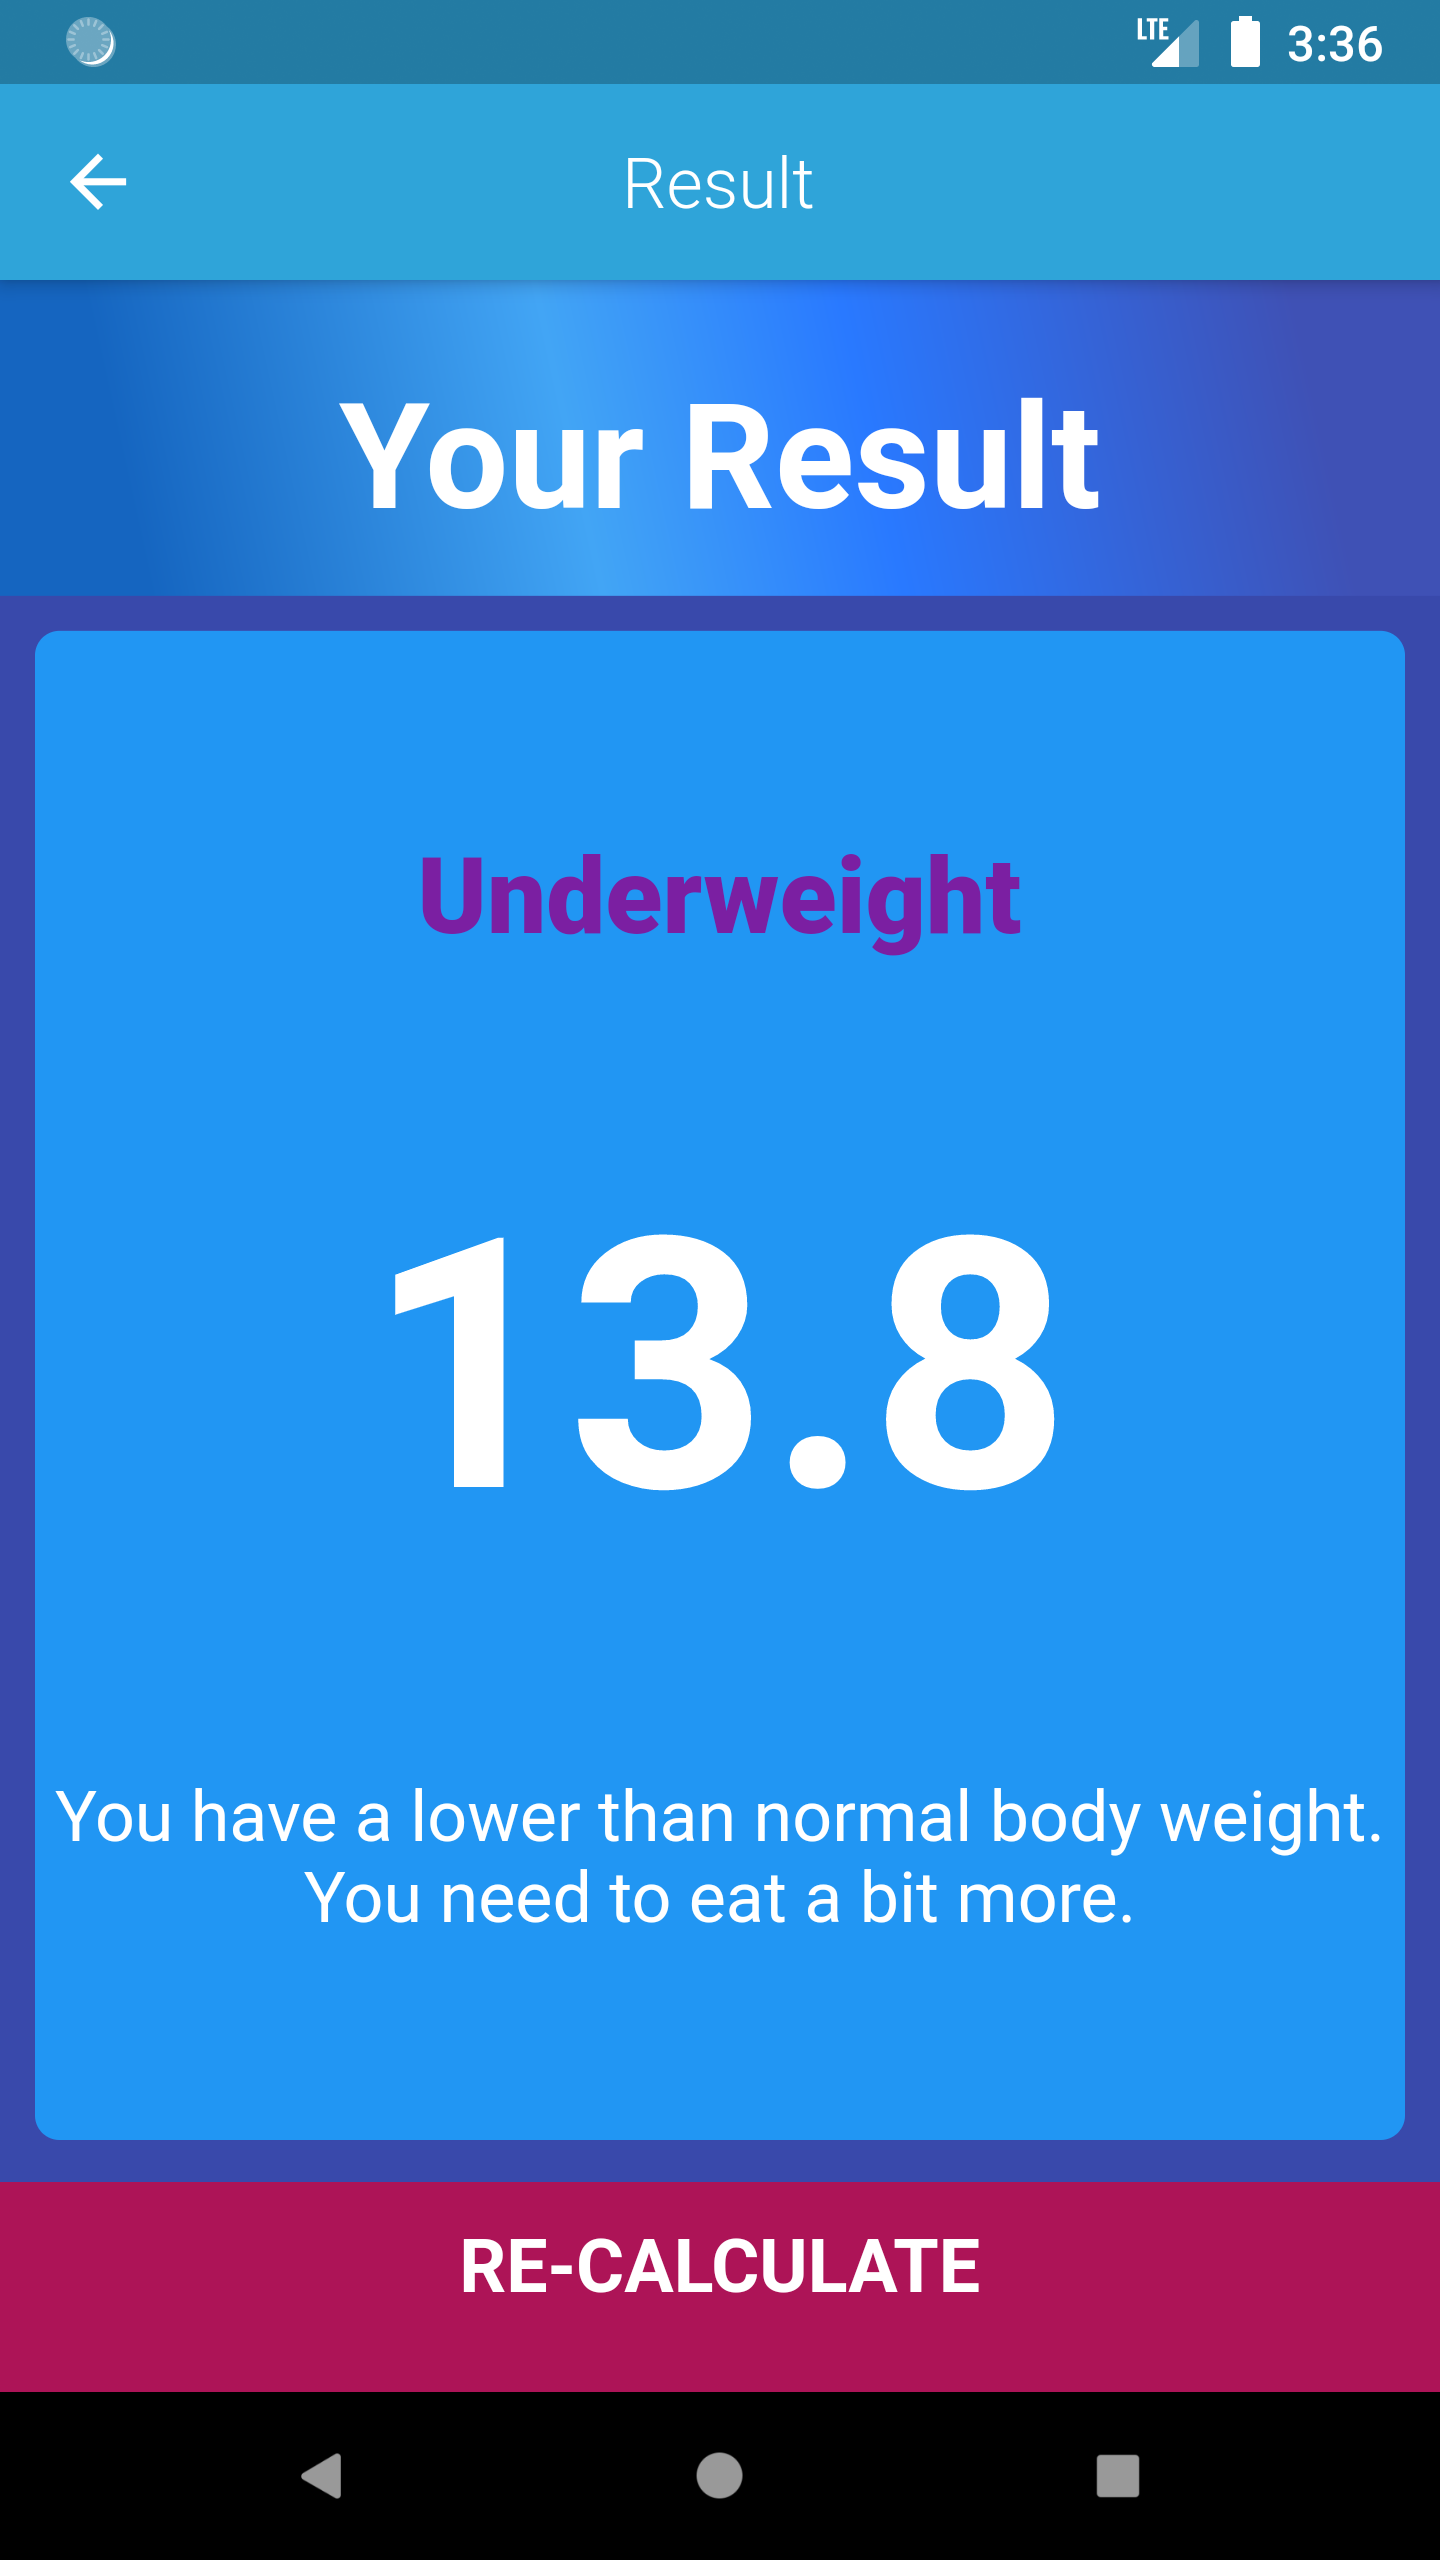 LTE 3:36
Result
Your Result
Underweight
13.8
You have a lower than normal body weight.
You need to eat a bit more.
RE-CALCULATE